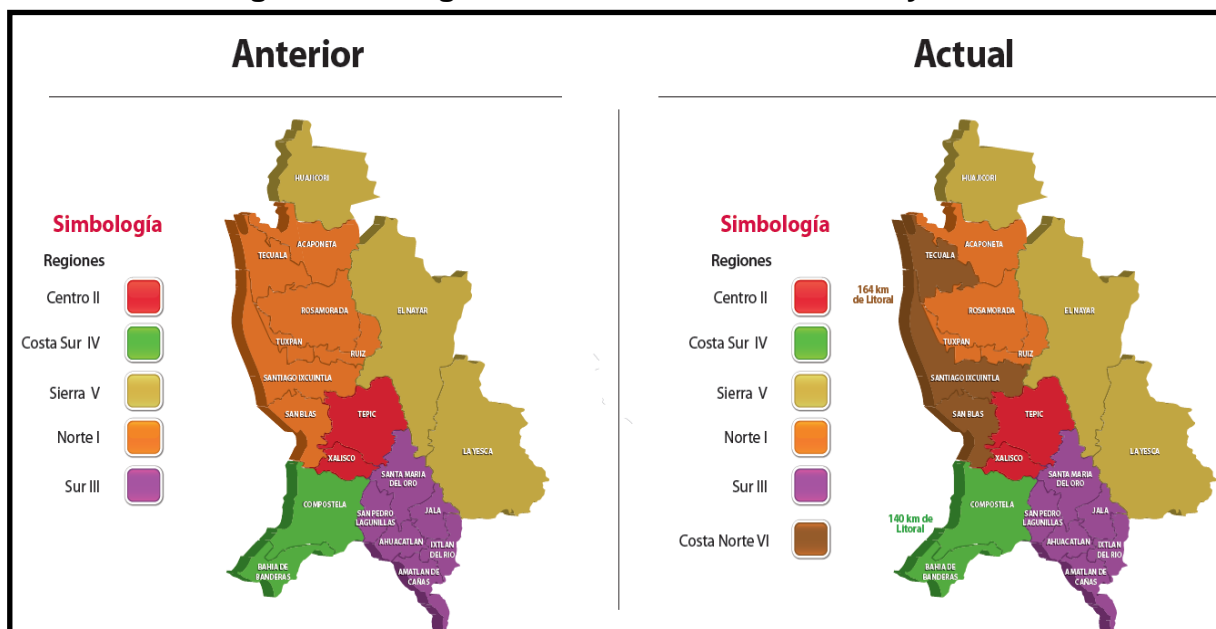 Anterior
Simbología
Regiones
Centro II
Costa Sur IV
Sierra V
Norte I
Sur III
HUAJICORI
ACAPONETA
TECUALA
ROSAMORADA
EL NAYAR
TUXPAN
RUIZ
SANTIAGO IXCUINTLA
SAN BLAS
TEPIC
XALISCO
LA YESCA
SANTA MARIA
DEL ORO
COMPOSTELA
SAN PEDRO
LAGUNILLAS
JALA
AHUACATLAN
IXTLAN
DEL RIO
BAHIA DE
BANDERAS
AMATLAN DE
CAÑAS
Actual
Simbología
Regiones
Centro II
Costa Sur IV
Sierra V
Norte I
Sur III
Costa Norte VI
HUAJICORI
ACAPONETA
TECUALA
164 km
de Litoral
ROSAMORADA
EL NAYAR
TUXPAN
RUIZ
SANTIAGO IXCUINTLA
SAN BLAS
TEPIC
XALISCO
LA YESCA
SANTA MARIA
DEL ORO
COMPOSTELA
140 km de
Litoral
SAN PEDRO
LAGUNILLAS
JALA
AHUACATLAN
IXTLAN
DEL RIO
BAHIA DE
BANDERAS
AMATLAN DE
CAÑAS